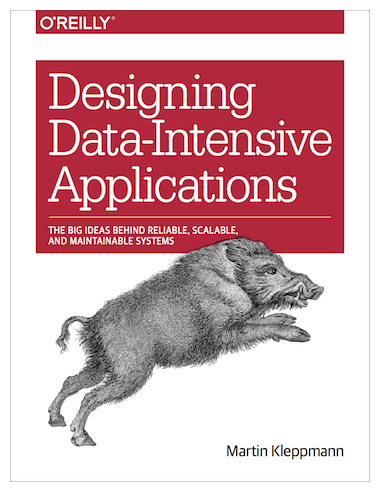 O'REILLY®
Designing
Data-Intensive
Applications
THE BIG IDEAS BEHIND RELIABLE, SCALABLE,
AND MAINTAINABLE SYSTEMS
Martin Kleppmann